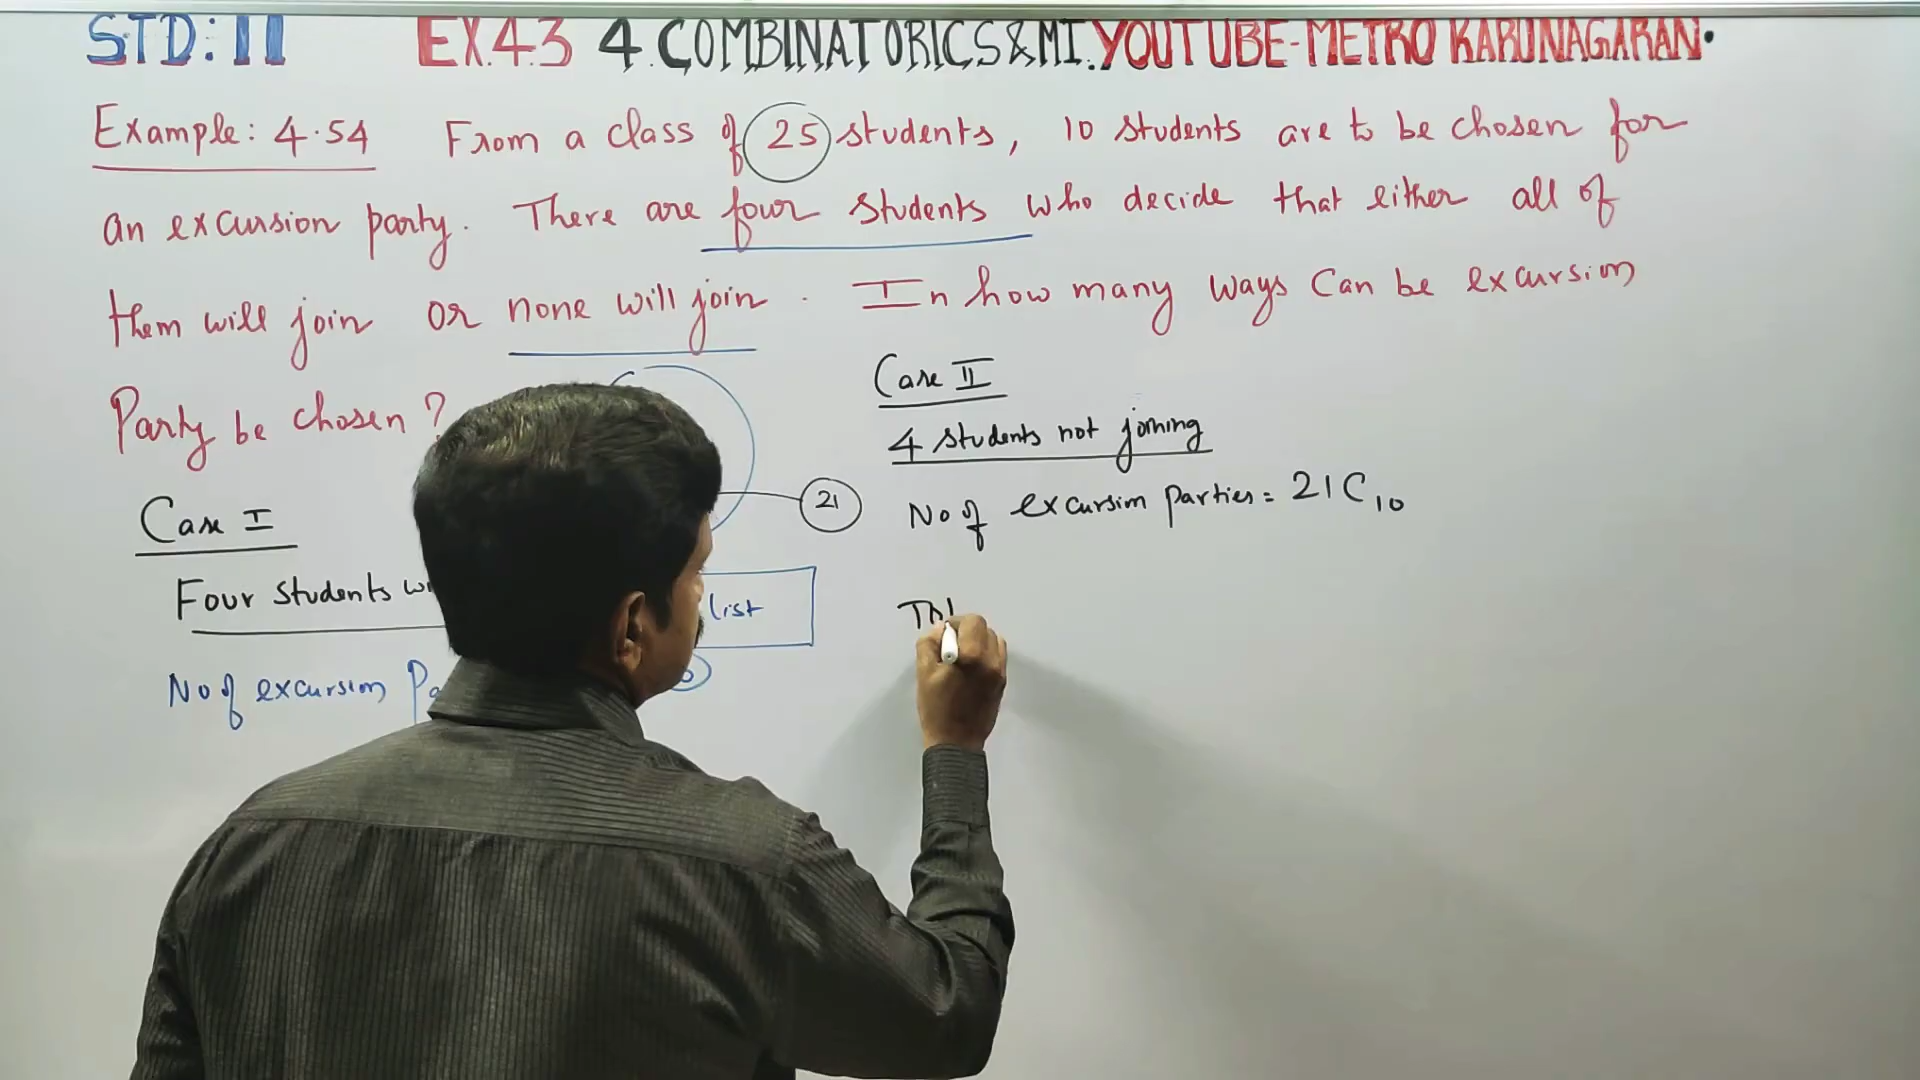 STD: 11 EX.4.3 4. COMBINATORICS & MI. YOUTUBE-METRO KARUNAGARAN.
Example: 4.54 From a class of 25 students, 10 students are to be chosen for
an excursion party. There are four students who decide that either all of
them will join or none will join. In how many ways can be excursion
Party be chosen?
Case I
Four students
No of excursion
21
list
Case II
4 students not joining
No of excursion Parties = 21C10